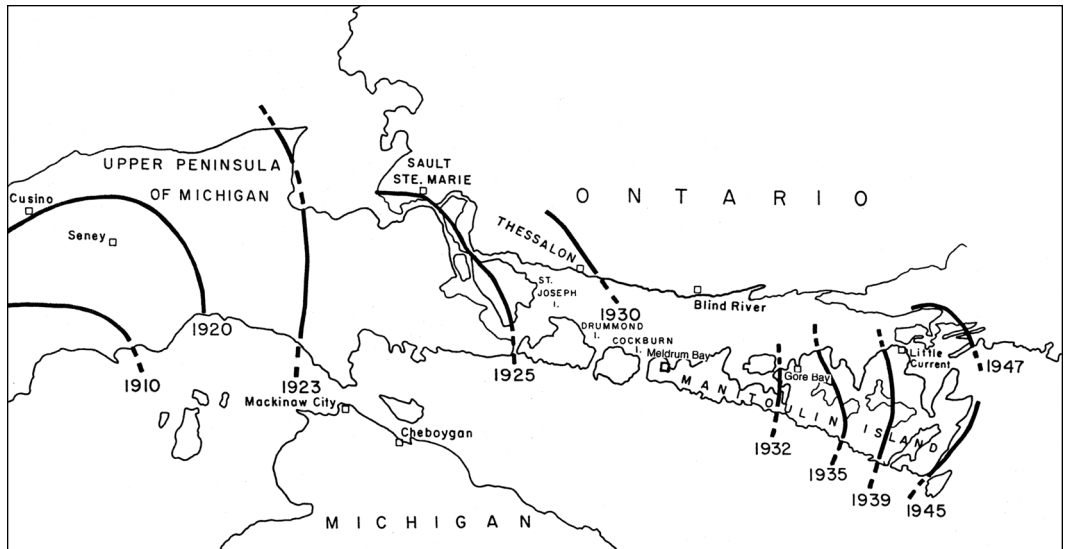 UPPER PENINSULA
OF MICHIGAN
SAULT
STE. MARIE
ONTARIO
Cusino
Seney
THESSALON
ST.
JOSEPH
I.
Blind River
1930
1920
DRUMMOND
I.
COCKBURN
I.
Meldrum Bay
Little
Current
1947
1910
1923
1925
Gore Bay
MANITOULIN ISLAND
Mackinaw City
Cheboygan
1932
1935
1939
1945
MICHIGAN